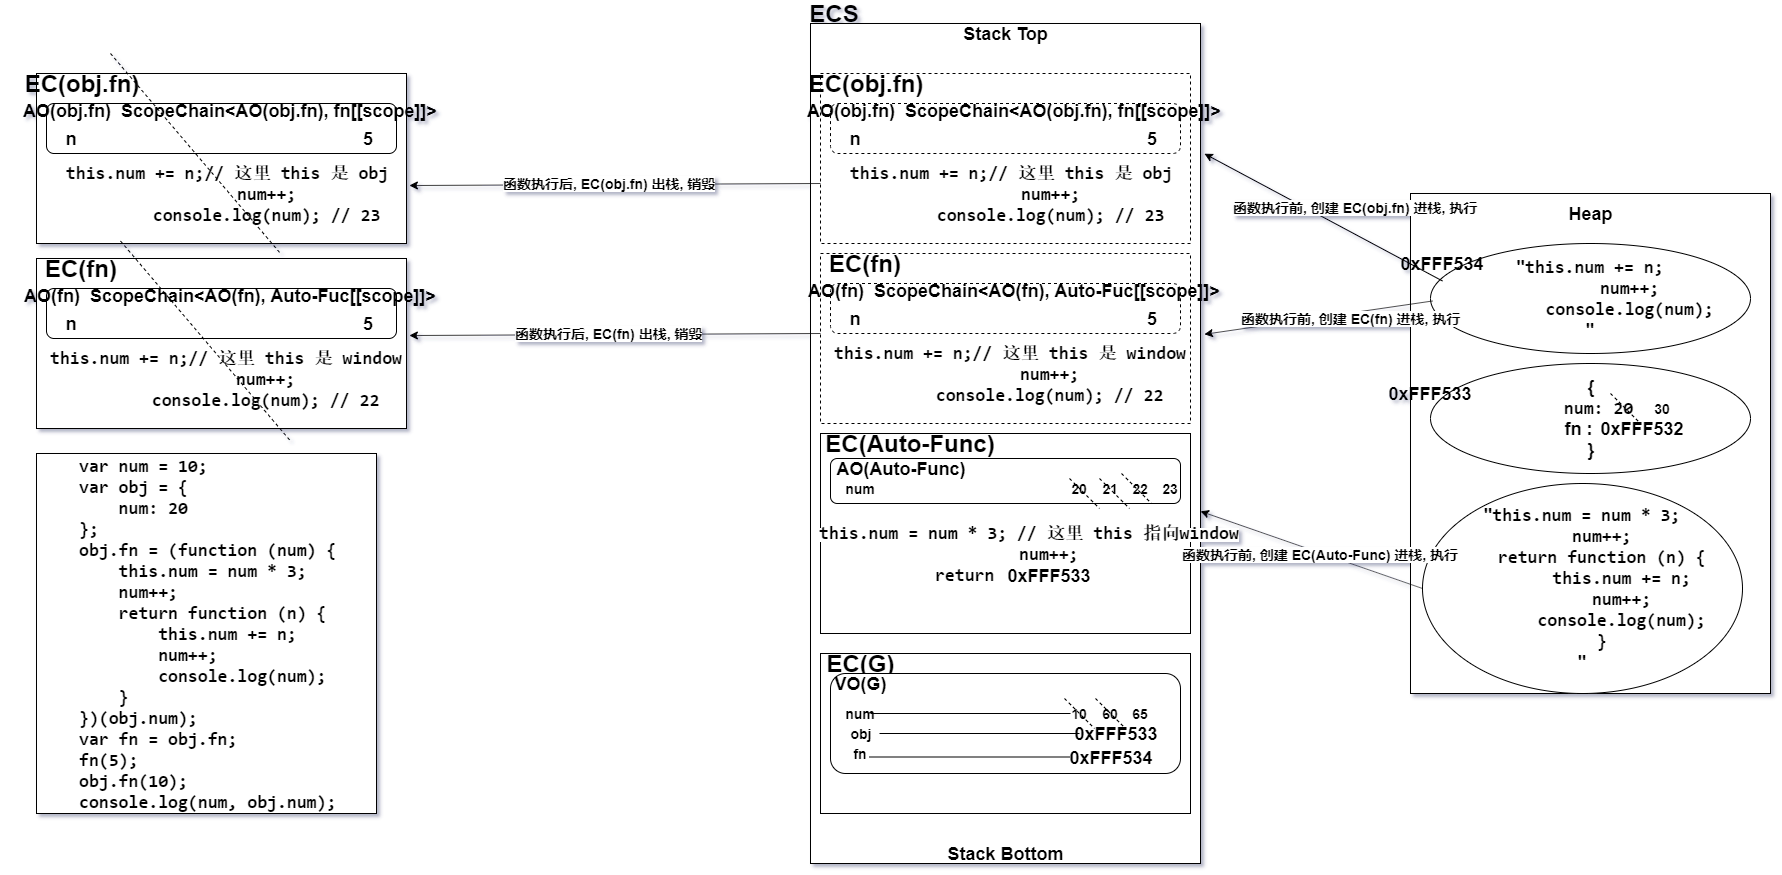 EC(obj.fn)
AO(obj.fn)  ScopeChain<AO(obj.fn), fn[[scope]]>
n 5
this.num += n;// 这里 this 是 obj
num++;
console.log(num); // 23
EC(fn)
AO(fn)  ScopeChain<AO(fn), Auto-Fuc[[scope]]>
n 5
this.num += n;// 这里 this 是 window
num++;
console.log(num); // 22
var num = 10;
var obj = {
    num: 20
};
obj.fn = (function (num) {
    this.num = num * 3;
    num++;
    return function (n) {
        this.num += n;
        num++;
        console.log(num);
    }
})(obj.num);
var fn = obj.fn;
fn(5);
obj.fn(10);
console.log(num, obj.num);
函数执行后, EC(obj.fn) 出栈, 销毁
函数执行后, EC(fn) 出栈, 销毁
ECS
Stack Top
EC(obj.fn)
AO(obj.fn)  ScopeChain<AO(obj.fn), fn[[scope]]>
n 5
this.num += n;// 这里 this 是 obj
num++;
console.log(num); // 23
EC(fn)
AO(fn)  ScopeChain<AO(fn), Auto-Fuc[[scope]]>
n 5
this.num += n;// 这里 this 是 window
num++;
console.log(num); // 22
EC(Auto-Func)
AO(Auto-Func)
num 20 21 22 23
this.num = num * 3; // 这里 this 指向window
num++;
return 0xFFF533
EC(G)
VO(G)
num 10 60 65
obj 0xFFF533
fn 0xFFF534
Stack Bottom
函数执行前, 创建 EC(obj.fn) 进栈, 执行
函数执行前, 创建 EC(fn) 进栈, 执行
函数执行前, 创建 EC(Auto-Func) 进栈, 执行
Heap
0xFFF534
"this.num += n;
num++;
console.log(num);
"
0xFFF533
{
num: 20 30
fn : 0xFFF532
}
"this.num = num * 3;
num++;
return function (n) {
this.num += n;
num++;
console.log(num);
}
"